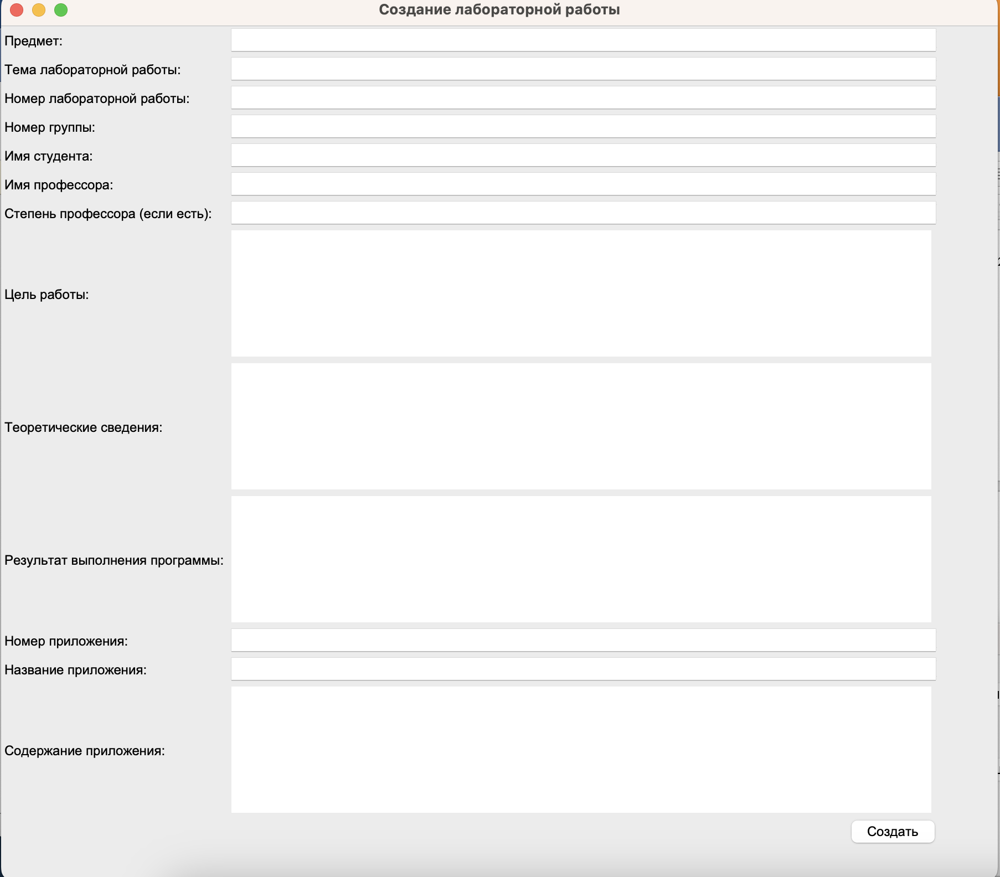 Создание лабораторной работы
Предмет:
Тема лабораторной работы:
Номер лабораторной работы:
Номер группы:
Имя студента:
Имя профессора:
Степень профессора (если есть):
Цель работы:
Теоретические сведения:
Результат выполнения программы:
Номер приложения:
Название приложения:
Содержание приложения:
Создать